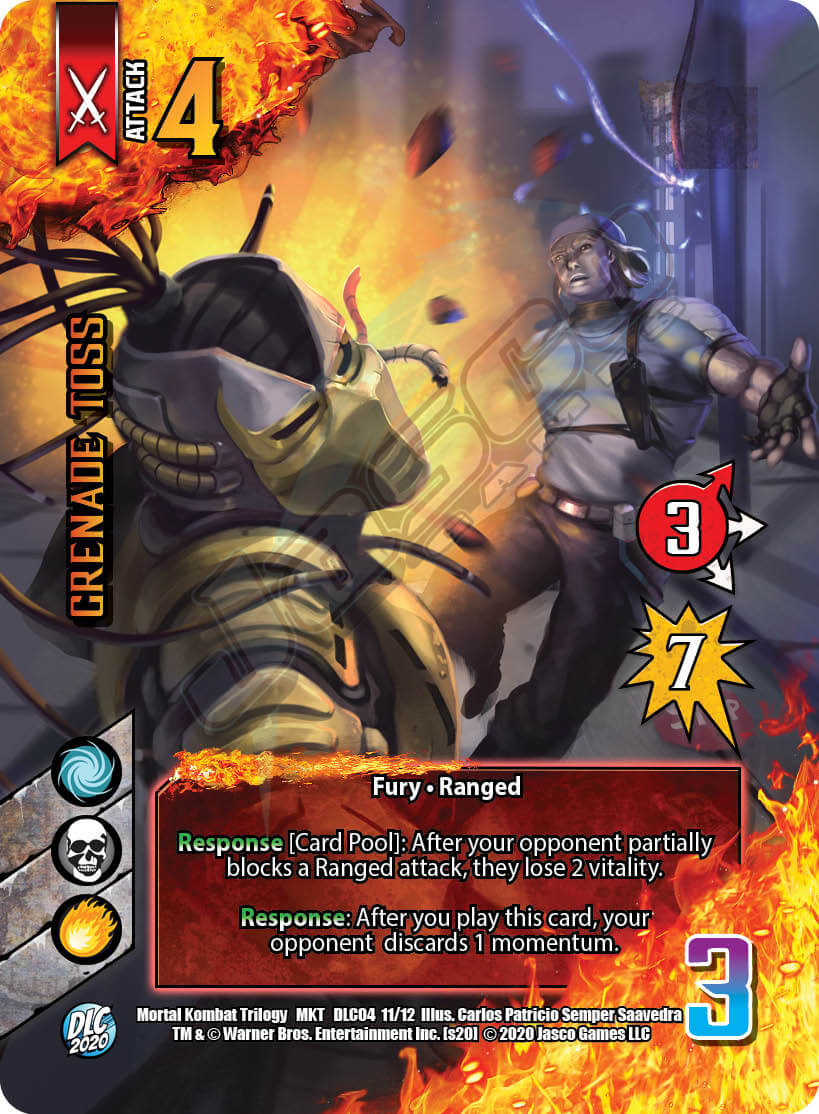 ATTACK
4
GRENADE TOSS
3
7
Fury • Ranged
Response [Card Pool]: After your opponent partially
blocks a Ranged attack, they lose 2 vitality.
Response: After you play this card, your
opponent discards 1 momentum.
3
DLC
2020
Mortal Kombat Trilogy MKT DLC04 11/12 Illus. Carlos Patricio Semper Saavedra
TM & © Warner Bros. Entertainment Inc. [s20] © 2020 Jasco Games LLC